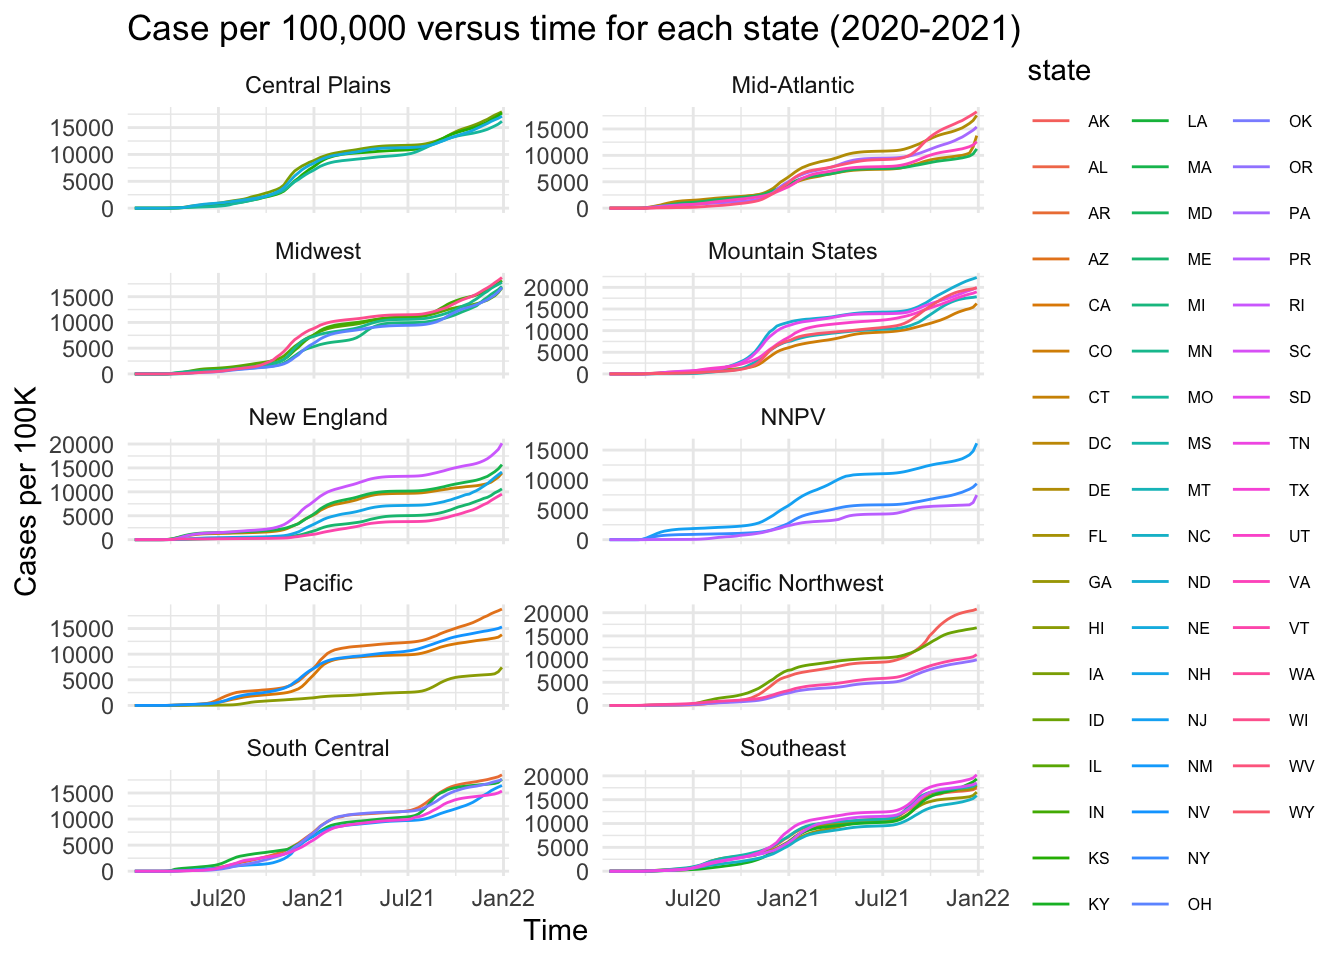 Case per 100,000 versus time for each state (2020-2021)
Central Plains
15000
10000
5000
0
Mid-Atlantic
15000
10000
5000
0
Midwest
15000
10000
5000
0
Mountain States
20000
15000
10000
5000
0
New England
20000
15000
10000
5000
0
NNPV
15000
10000
5000
0
Pacific
15000
10000
5000
0
Pacific Northwest
20000
15000
10000
5000
0
South Central
15000
10000
5000
0
Southeast
20000
15000
10000
5000
0
Jul20 Jan21 Jul21 Jan22
Jul20 Jan21 Jul21 Jan22
Time
Cases per 100K
state
AK
AL
AR
AZ
CA
CO
CT
DC
DE
FL
GA
HI
IA
ID
IL
IN
KS
KY
LA
MA
MD
ME
MI
MN
MO
MS
MT
NC
ND
NE
NH
NJ
NM
NV
NY
OH
OK
OR
PA
PR
RI
SC
SD
TN
TX
UT
VA
VT
WA
WI
WV
WY